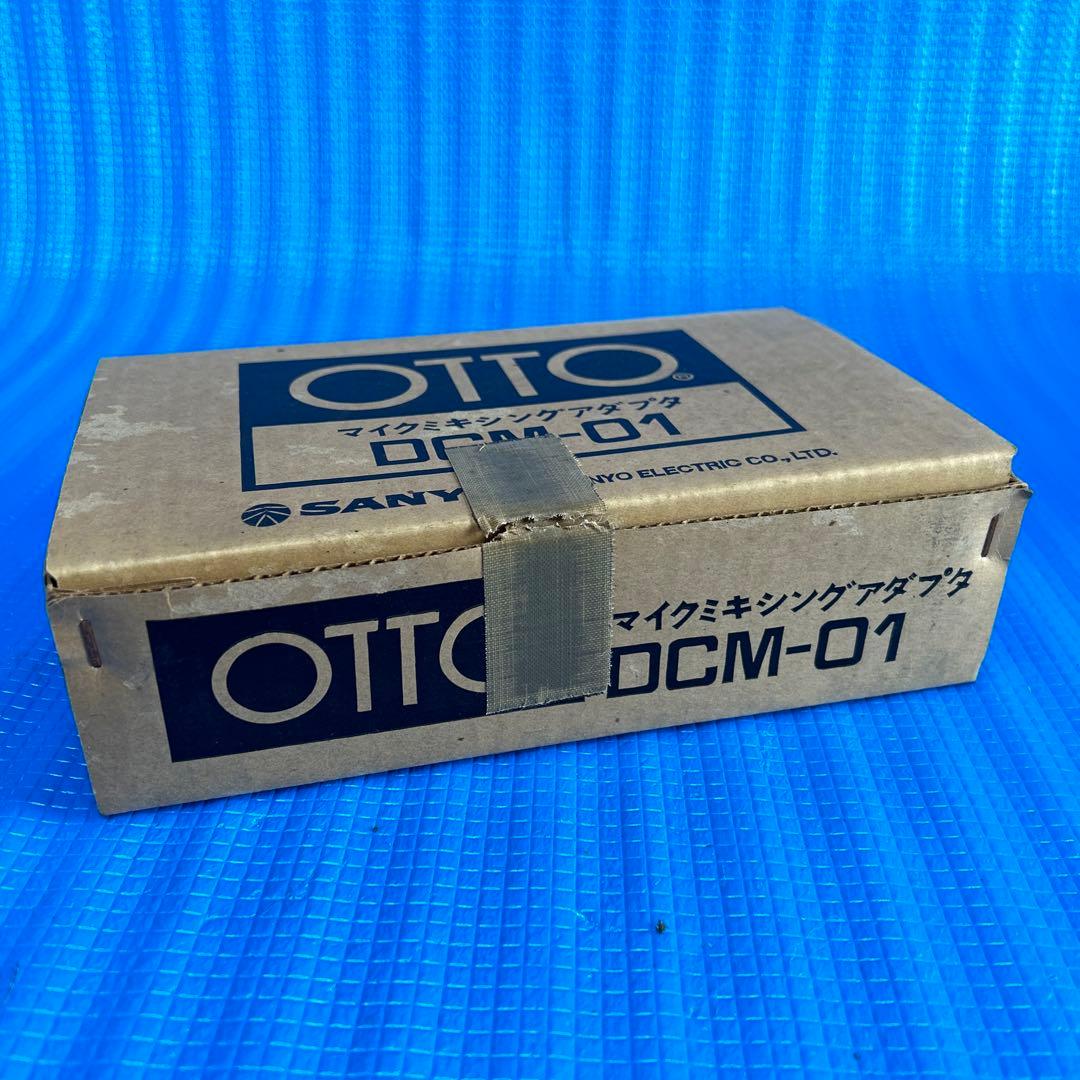 OTTO®
マイクミキシングアダプタ
DCM-01
SANY NYO ELECTRIC CO., LTD.
OTTO
マイクミキシングアダプタ
DCM-01